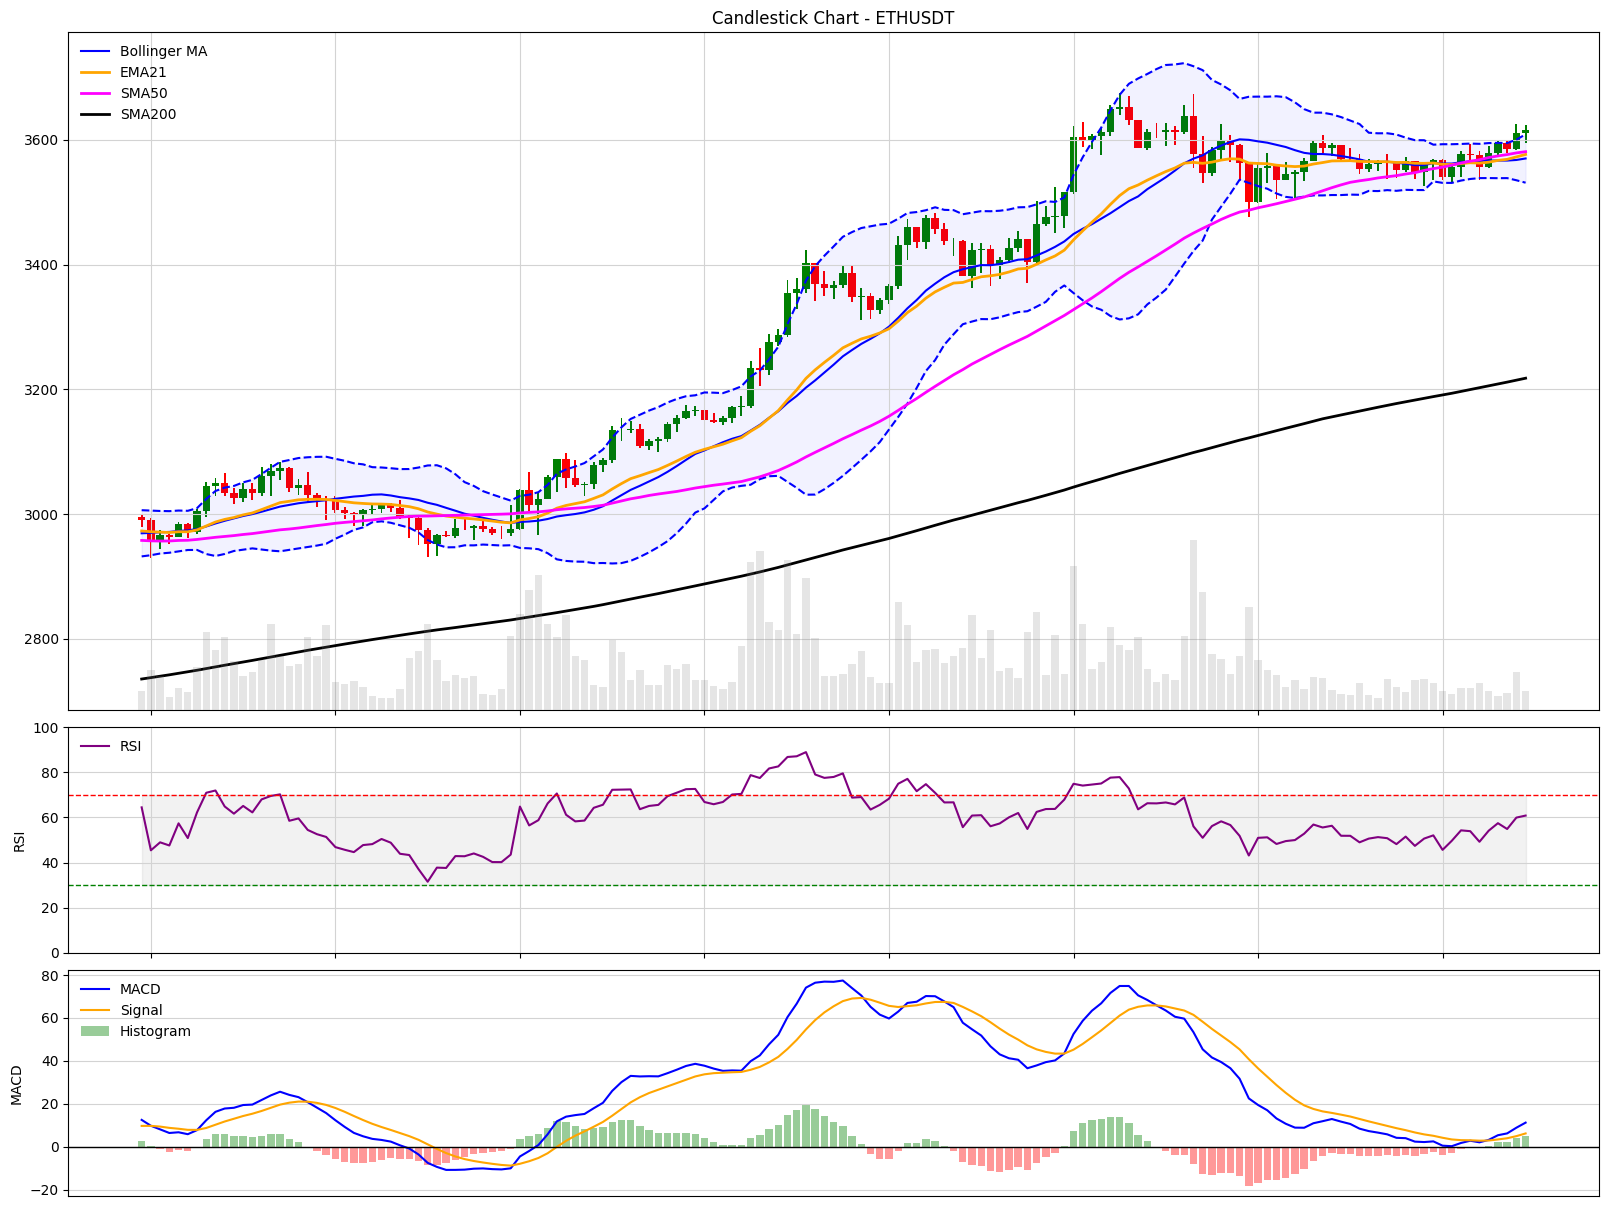 Candlestick Chart - ETHUSDT
Bollinger MA
EMA21
SMA50
SMA200
3600
3400
3200
3000
2800
100
80
60
40
20
0
RSI
RSI
80
60
40
20
0
−20
MACD
MACD
Signal
Histogram